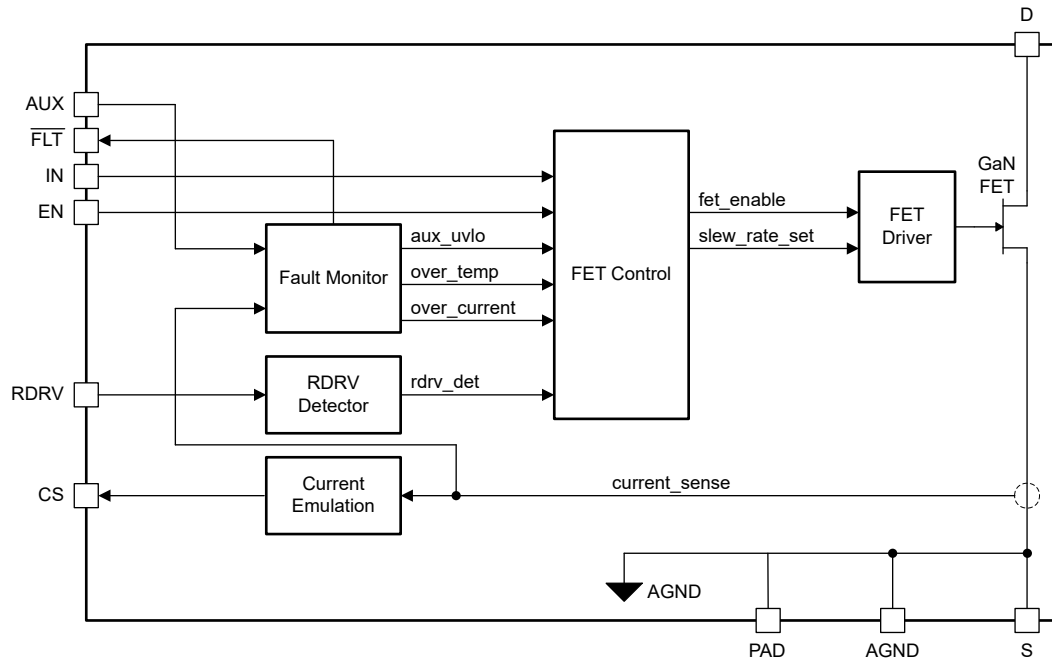 D
AUX
FLT
IN
EN
GaN
FET
fet_enable
slew_rate_set
FET
Driver
aux_uvlo
over_temp
over_current
Fault Monitor
FET Control
RDRV
RDRV
Detector
rdrv_det
CS
Current
Emulation
current_sense
AGND
PAD
AGND
S